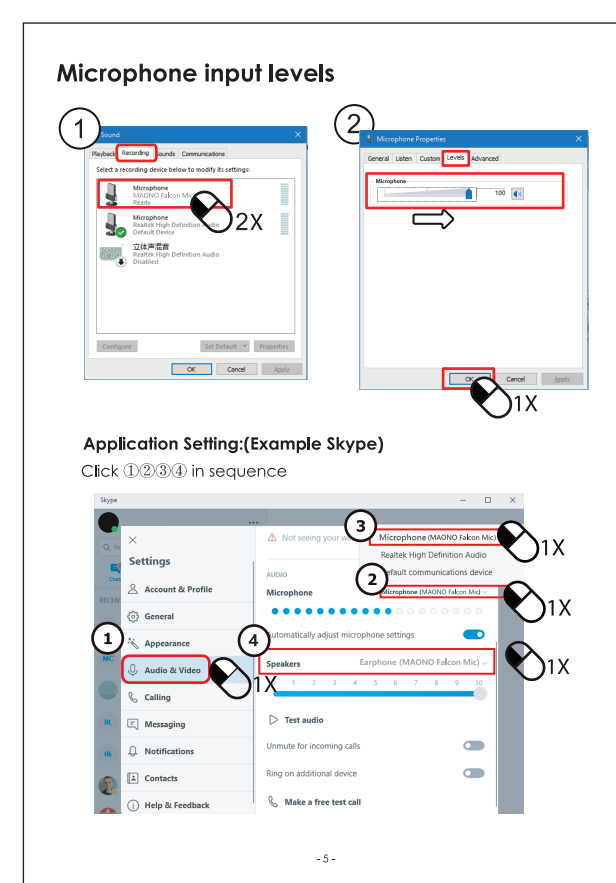 Microphone input levels
1
Sound
Playback Recording Sounds Communications
Select a recording device below to modify its settings:
Microphone
MAONO Falcon Mic
Ready
2X
Microphone
Realtek High Definition Audio
Default Device
立体声混音
Realtek High Definition Audio
Disabled
Configure Set Default Properties
OK Cancel Apply
2
Microphone Properties
General Listen Custom Levels Advanced
Microphone
100
OK Cancel Apply
1X
Application Setting:(Example Skype)
Click ①②③④ in sequence
Skype
Settings
Account & Profile
General
1
Appearance
Audio & Video
1X
Calling
Messaging
Notifications
Contacts
Help & Feedback
RECEN
MC
BL
Not seeing your
3
Microphone (MAONO Falcon Mic)
1X
Realtek High Definition Audio
Default communications device
AUDIO
2
Microphone
Microphone (MAONO Falcon Mic)
1X
Automatically adjust microphone settings
4
Speakers Earphone (MAONO Falcon Mic)
1X
1 2 3 4 5 6 7 8 9 10
Test audio
Unmute for incoming calls
Ring on additional device
Make a free test call
- 5 -